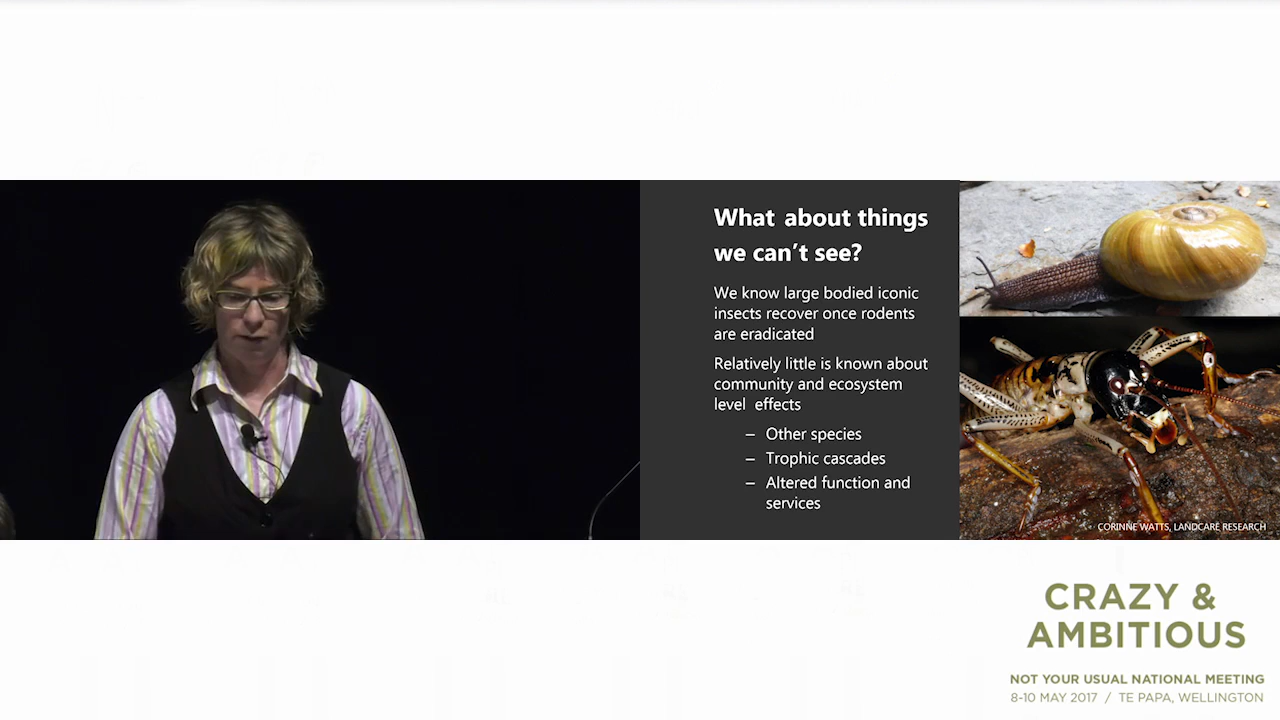 What about things
we can't see?
We know large bodied iconic
insects recover once rodents
are eradicated
Relatively little is known about
community and ecosystem
level effects
– Other species
– Trophic cascades
– Altered function and
services
CORINNE WATTS, LANDCARE RESEARCH
CRAZY &
AMBITIOUS
NOT YOUR USUAL NATIONAL MEETING
8-10 MAY 2017 / TE PAPA, WELLINGTON